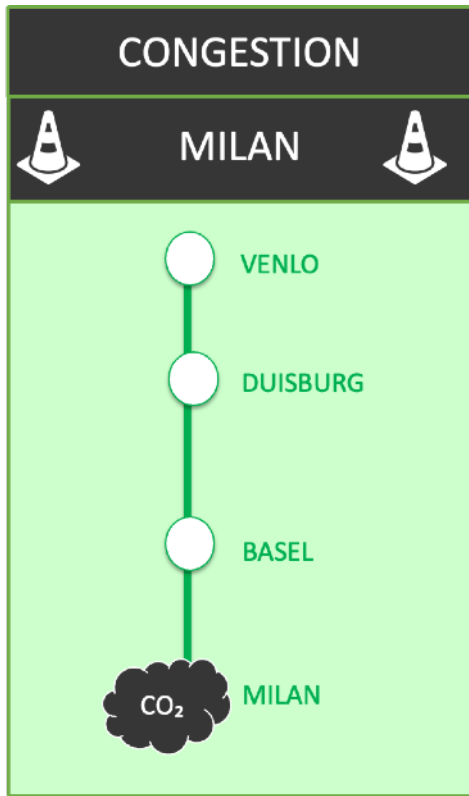 CONGESTION
MILAN
VENLO
DUISBURG
BASEL
CO₂
MILAN